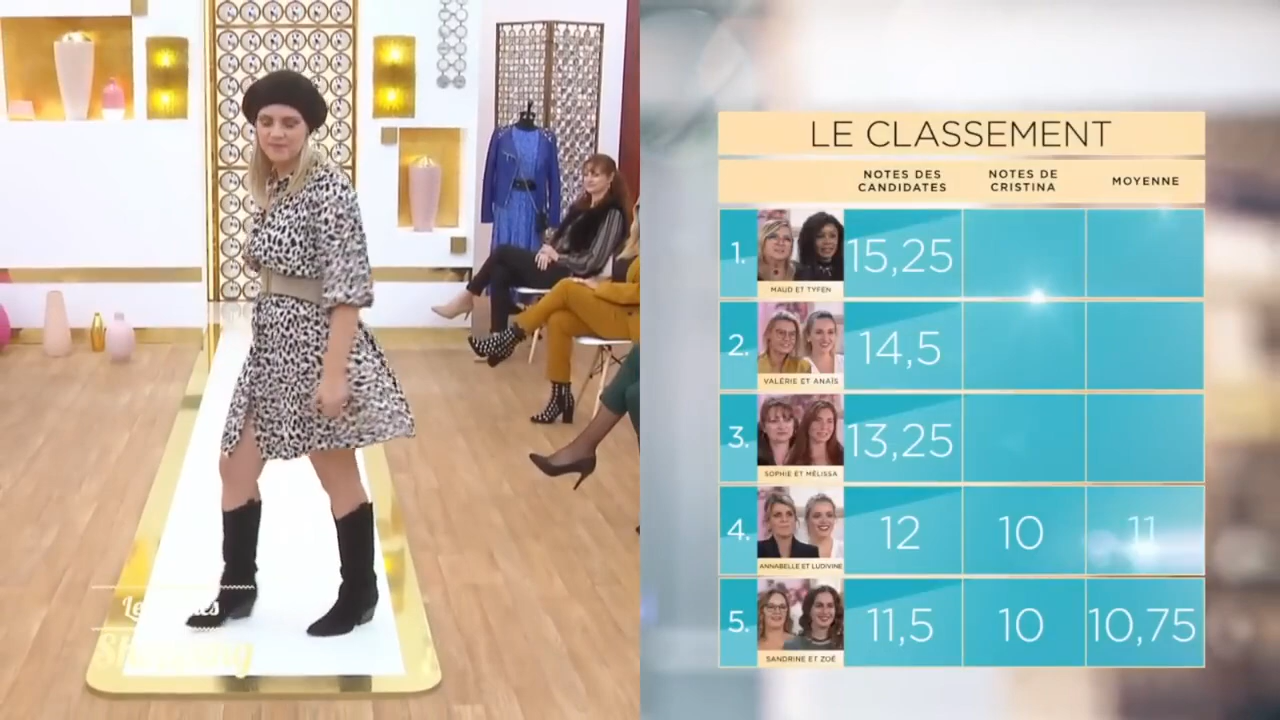 LE CLASSEMENT
NOTES DES
CANDIDATES
NOTES DE
CRISTINA
MOYENNE
1.
MAUD ET TYFEN
15,25
2.
VALÉRIE ET ANAÏS
14,5
3.
SOPHIE ET MÉLISSA
13,25
4.
ANNABELLE ET LUDIVINE
12
10
11
5.
SANDRINE ET ZOÉ
11,5
10
10,75